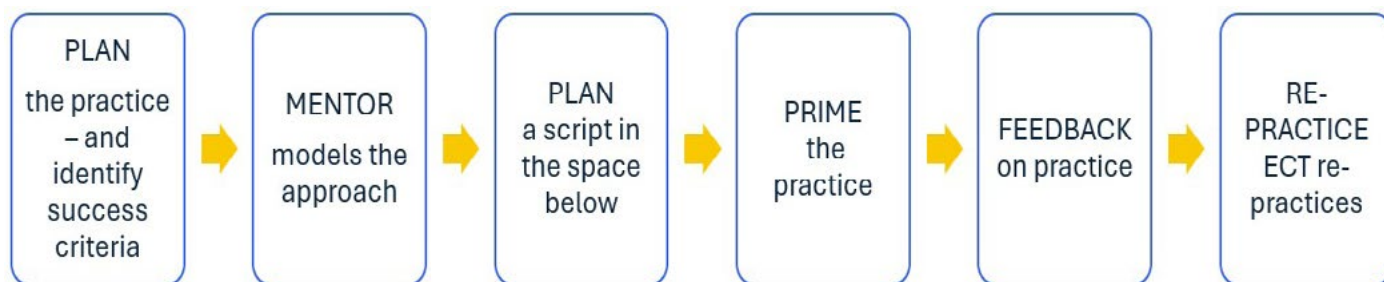 PLAN
the practice
– and
identify
success
criteria
MENTOR
models the
approach
PLAN
a script in
the space
below
PRIME
the
practice
FEEDBACK
on practice
RE-
PRACTICE
ECT re-
practices